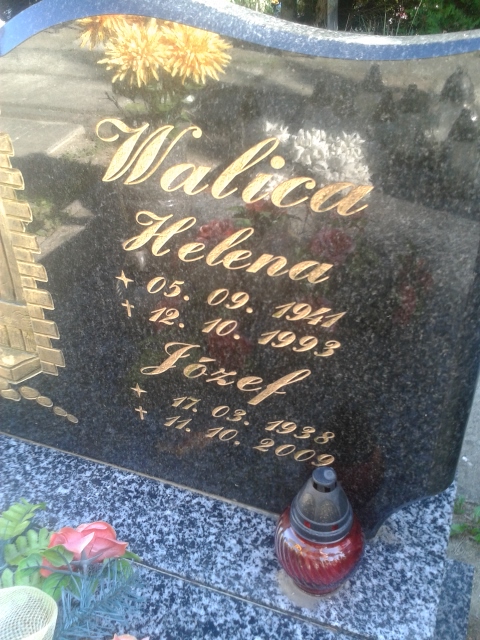 Walica
Helena
* 05. 09. 1941
+ 12. 10. 1993
Józef
* 17. 03. 1938
+ 11. 10. 2009